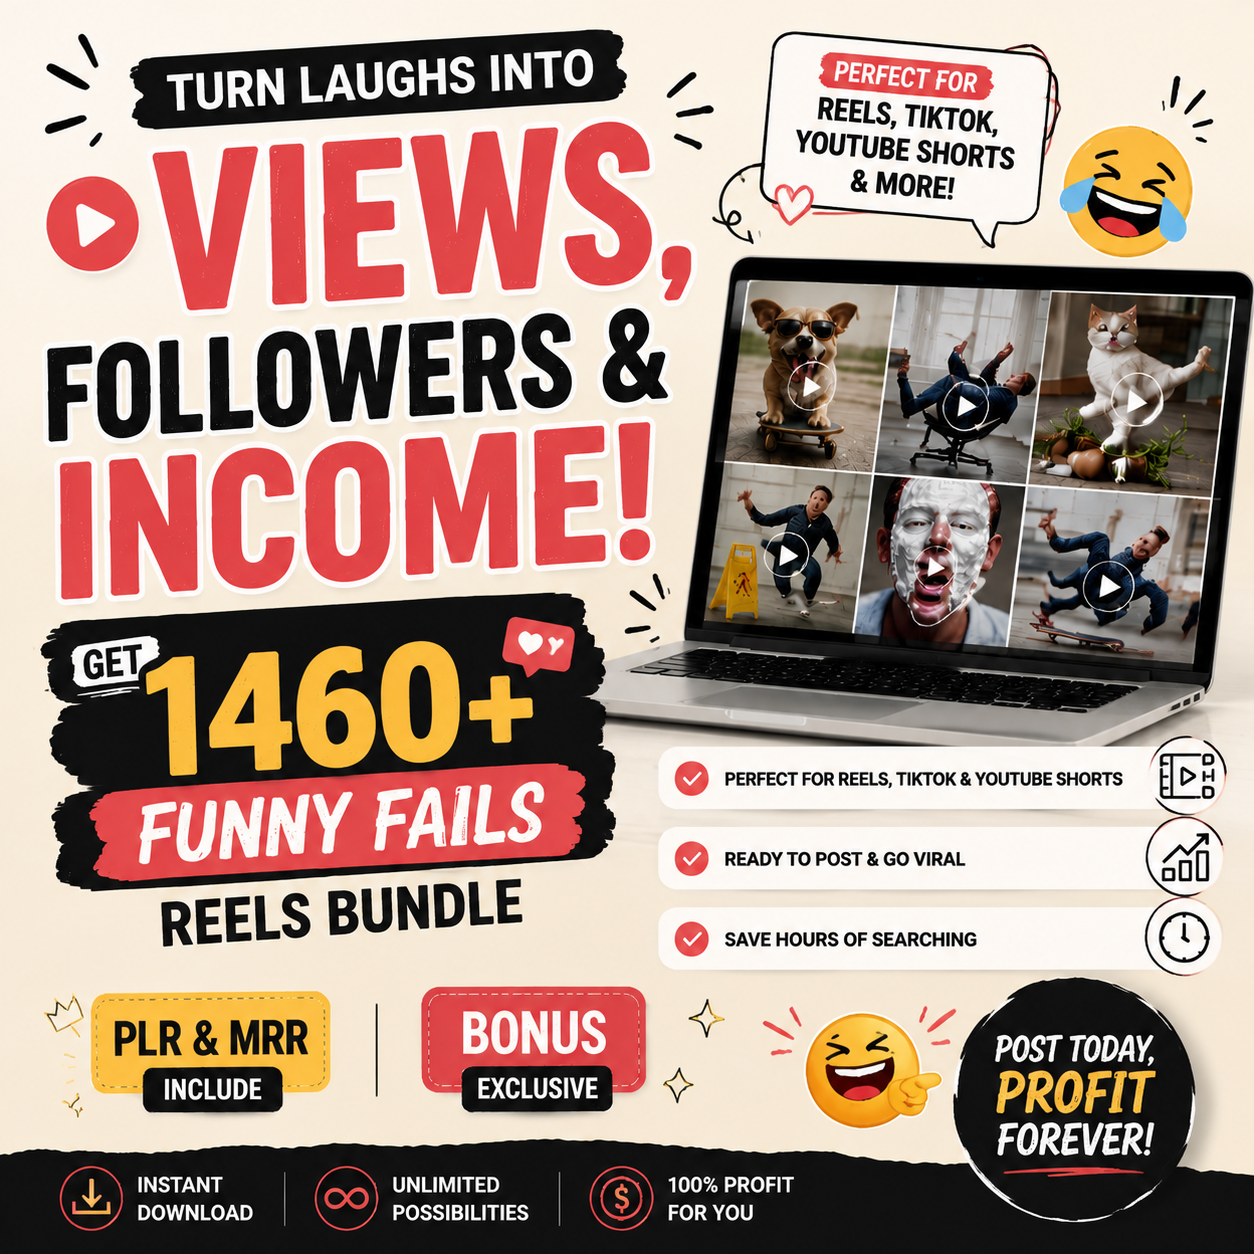 TURN LAUGHS INTO
VIEWS,
FOLLOWERS &
INCOME!
PERFECT FOR
REELS, TIKTOK,
YOUTUBE SHORTS
& MORE!
GET
1460+
FUNNY FAILS
REELS BUNDLE
PERFECT FOR REELS, TIKTOK & YOUTUBE SHORTS
READY TO POST & GO VIRAL
SAVE HOURS OF SEARCHING
PLR & MRR
INCLUDE
BONUS
EXCLUSIVE
POST TODAY,
PROFIT
FOREVER!
INSTANT
DOWNLOAD
UNLIMITED
POSSIBILITIES
100% PROFIT
FOR YOU